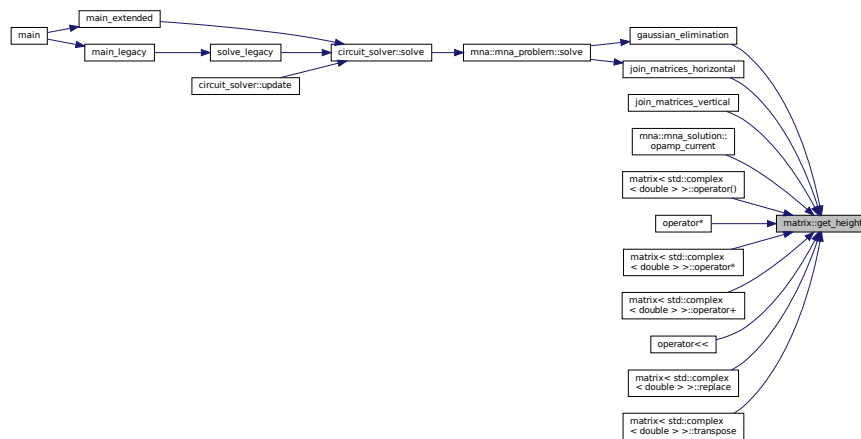 main
main_extended
main_legacy
solve_legacy
circuit_solver::update
circuit_solver::solve
mna::mna_problem::solve
gaussian_elimination
join_matrices_horizontal
join_matrices_vertical
mna::mna_solution::
opamp_current
matrix< std::complex
< double > >::operator()
operator*
matrix< std::complex
< double > >::operator*
matrix< std::complex
< double > >::operator+
operator<<
matrix< std::complex
< double > >::replace
matrix< std::complex
< double > >::transpose
matrix::get_height